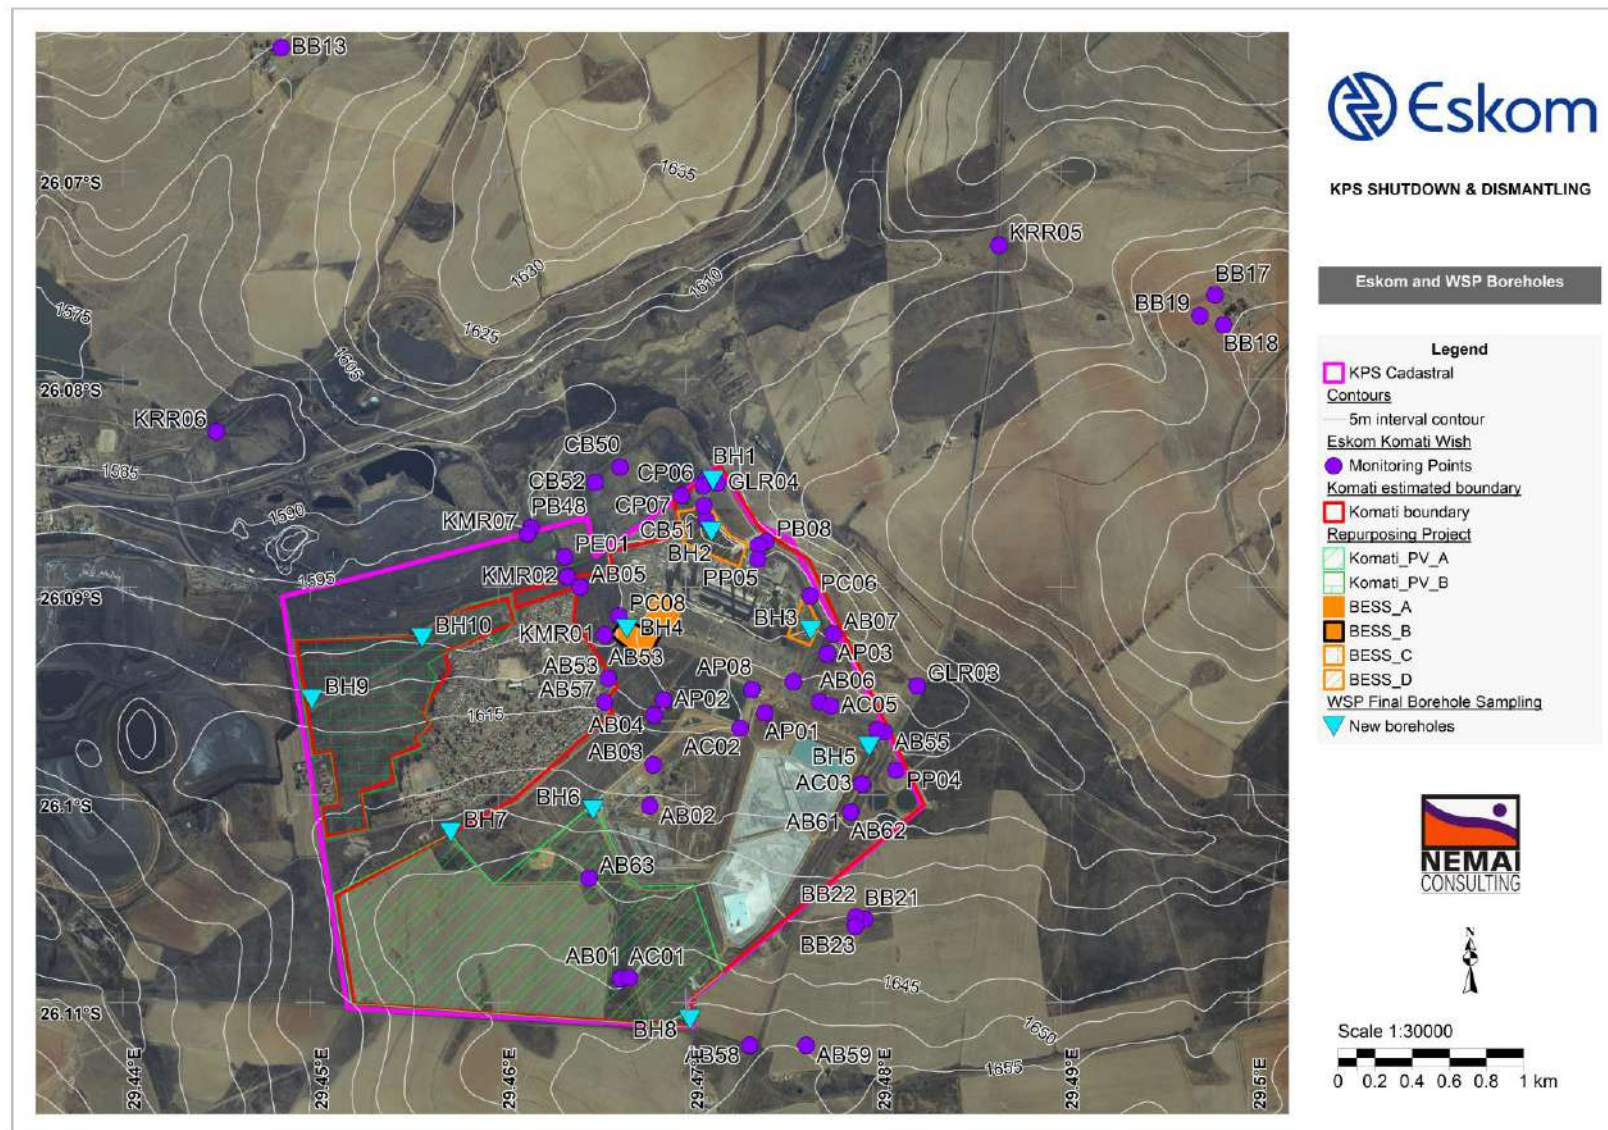 BB13
26.07°S
1635
1630
1610
KRR05
BB17
BB19
BB18
1575
1625
1605
26.08°S
KRR06
1585
CB50
CB52
CP06
BH1
GLR04
CP07
PB48
KMR07
1590
CB51
PB08
BH2
PE01
PP05
KMR02
AB05
1595
26.09°S
PC06
PC08
BH10
KMR01
BH4
BH3
AB07
AB53
AB53
AP03
AP08
AB06
GLR03
BH9
AB57
AP02
AC05
1615
AB04
AP01
AC02
AB03
BH5
AB55
AC03
PP04
26.1°S
BH6
AB02
AB61
AB62
BH7
AB63
BB22
BB21
BB23
AB01
AC01
1645
26.11°S
BH8
1650
AB58
AB59
1655
29.44°E
29.45°E
29.46°E
29.47°E
29.48°E
29.49°E
29.5°E
Eskom
KPS SHUTDOWN & DISMANTLING
Eskom and WSP Boreholes
Legend
KPS Cadastral
Contours
5m interval contour
Eskom Komati Wish
Monitoring Points
Komati estimated boundary
Komati boundary
Repurposing Project
Komati_PV_A
Komati_PV_B
BESS_A
BESS_B
BESS_C
BESS_D
WSP Final Borehole Sampling
New boreholes
NEMAI
CONSULTING
N
Scale 1:30000
0 0.2 0.4 0.6 0.8 1 km